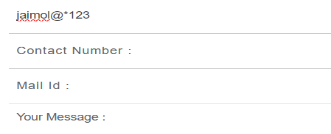 jaimol@*123
Contact Number :
Mail Id :
Your Message :